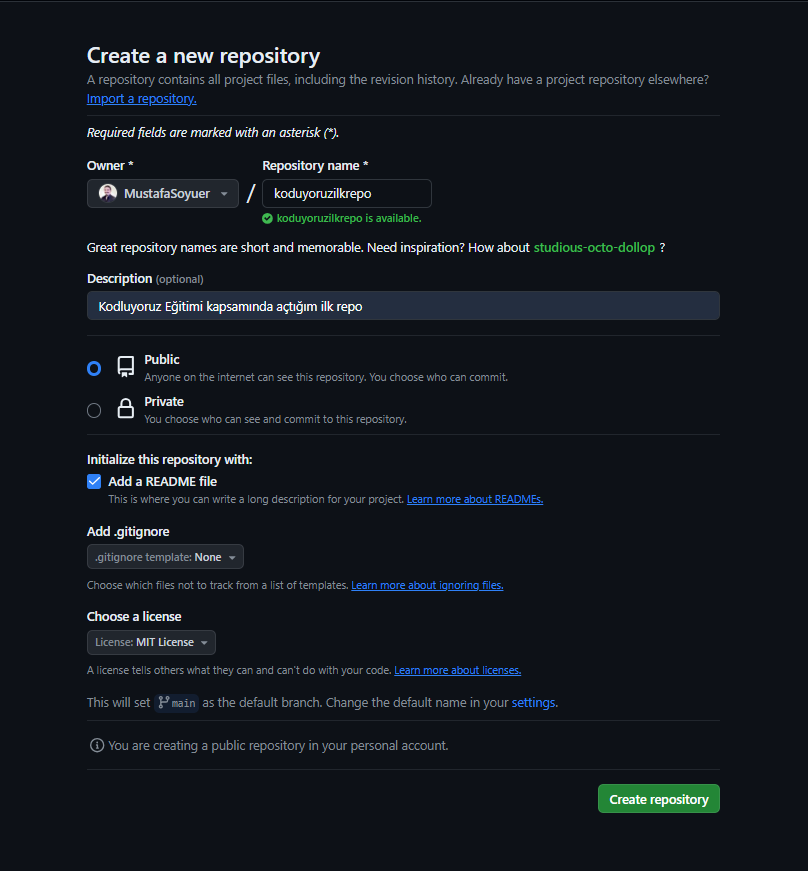 Create a new repository
A repository contains all project files, including the revision history. Already have a project repository elsewhere?
Import a repository.
Required fields are marked with an asterisk (*).
Owner * Repository name *
MustafaSoyuer / koduyoruzilkrepo
koduyoruzilkrepo is available.
Great repository names are short and memorable. Need inspiration? How about studious-octo-dollop ?
Description (optional)
Kodluyoruz Eğitimi kapsamında açtığım ilk repo
Public
Anyone on the internet can see this repository. You choose who can commit.
Private
You choose who can see and commit to this repository.
Initialize this repository with:
Add a README file
This is where you can write a long description for your project. Learn more about READMEs.
Add .gitignore
.gitignore template: None
Choose which files not to track from a list of templates. Learn more about ignoring files.
Choose a license
License: MIT License
A license tells others what they can and can't do with your code. Learn more about licenses.
This will set main as the default branch. Change the default name in your settings.
You are creating a public repository in your personal account.
Create repository